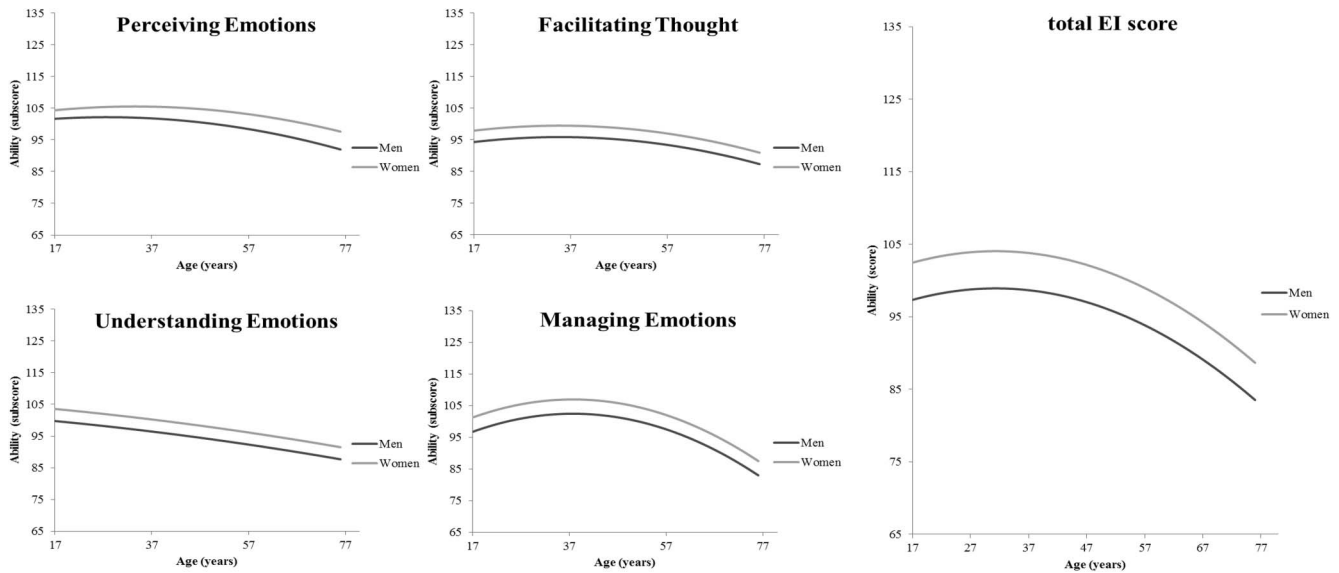 Perceiving Emotions
135
125
115
105
95
85
75
65
Ability (subscore)
17 37 57 77
Age (years)
Men
Women
Facilitating Thought
135
125
115
105
95
85
75
65
Ability (subscore)
17 37 57 77
Age (years)
Men
Women
Understanding Emotions
135
125
115
105
95
85
75
65
Ability (subscore)
17 37 57 77
Age (years)
Men
Women
Managing Emotions
135
125
115
105
95
85
75
65
Ability (subscore)
17 37 57 77
Age (years)
Men
Women
total EI score
135
125
115
105
95
85
75
65
Ability (score)
17 27 37 47 57 67 77
Age (years)
Men
Women